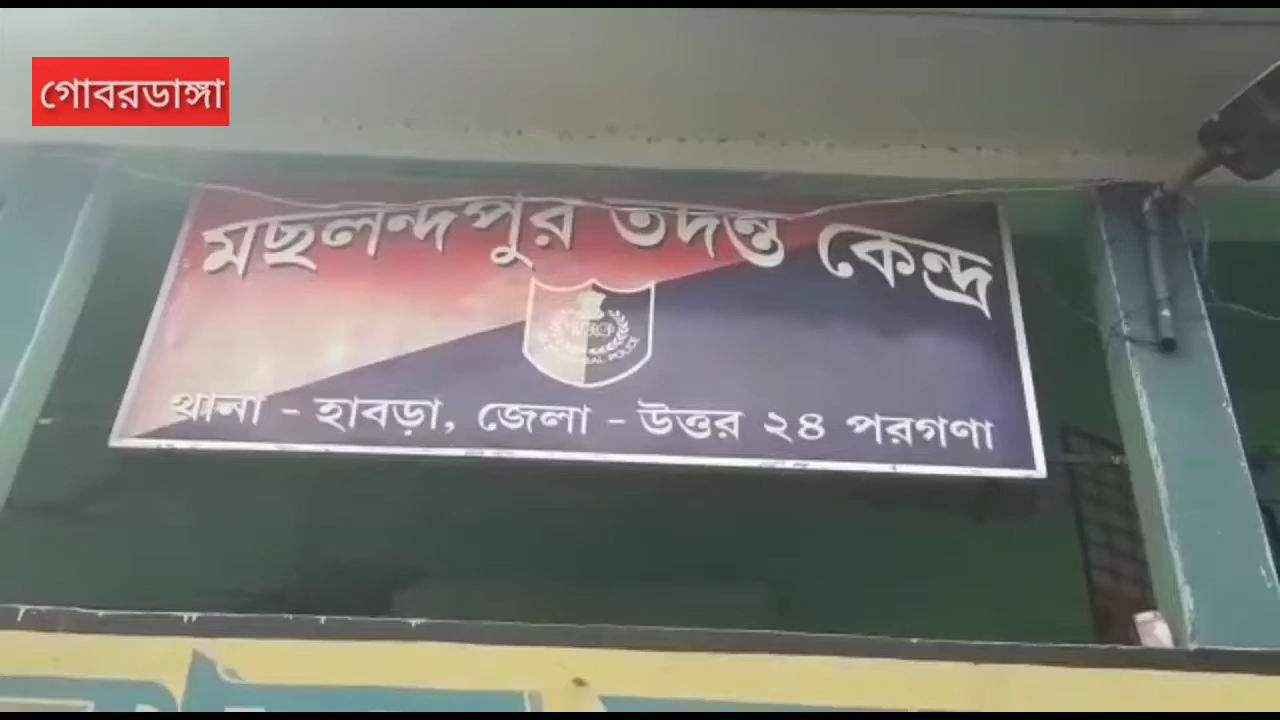 গোবরডাঙ্গা
মছলন্দপুর তদন্ত কেন্দ্র
থানা - হাবড়া, জেলা - উত্তর ২৪ পরগণা